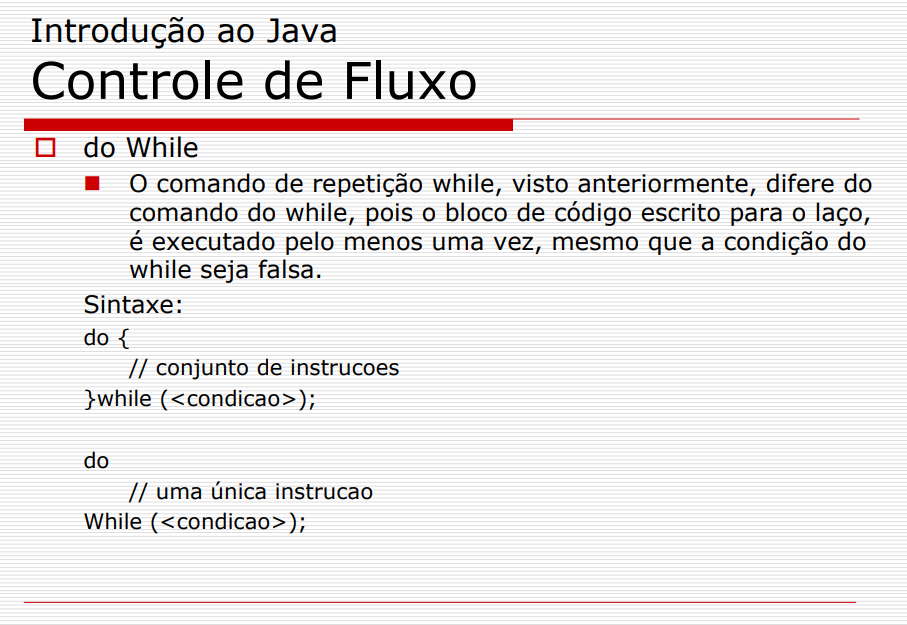 Introdução ao Java
Controle de Fluxo
do While
O comando de repetição while, visto anteriormente, difere do
comando do while, pois o bloco de código escrito para o laço,
é executado pelo menos uma vez, mesmo que a condição do
while seja falsa.
Sintaxe:
do {
// conjunto de instrucoes
}while (<condicao>);
do
// uma única instrucao
While (<condicao>);